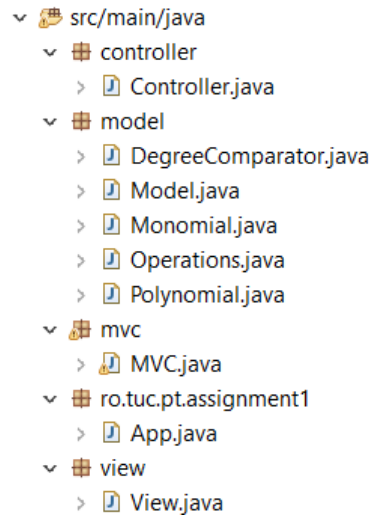 src/main/java
controller
Controller.java
model
DegreeComparator.java
Model.java
Monomial.java
Operations.java
Polynomial.java
mvc
MVC.java
ro.tuc.pt.assignment1
App.java
view
View.java